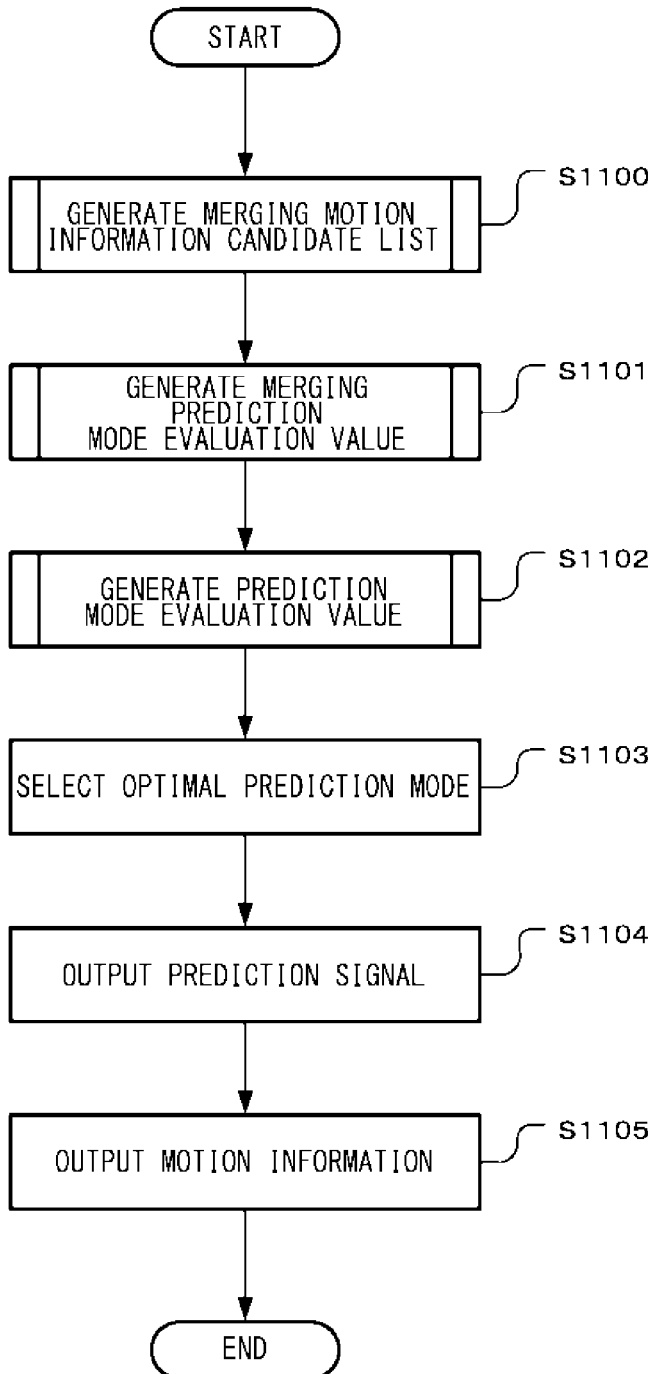 START
S1100
GENERATE MERGING MOTION
INFORMATION CANDIDATE LIST
S1101
GENERATE MERGING
PREDICTION
MODE EVALUATION VALUE
S1102
GENERATE PREDICTION
MODE EVALUATION VALUE
S1103
SELECT OPTIMAL PREDICTION MODE
S1104
OUTPUT PREDICTION SIGNAL
S1105
OUTPUT MOTION INFORMATION
END